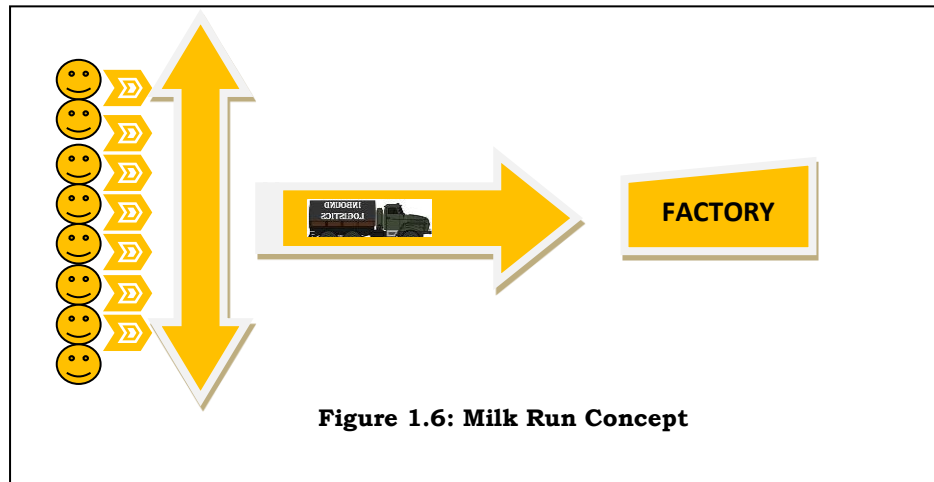 INBOUND
LOGISTICS
FACTORY
Figure 1.6: Milk Run Concept